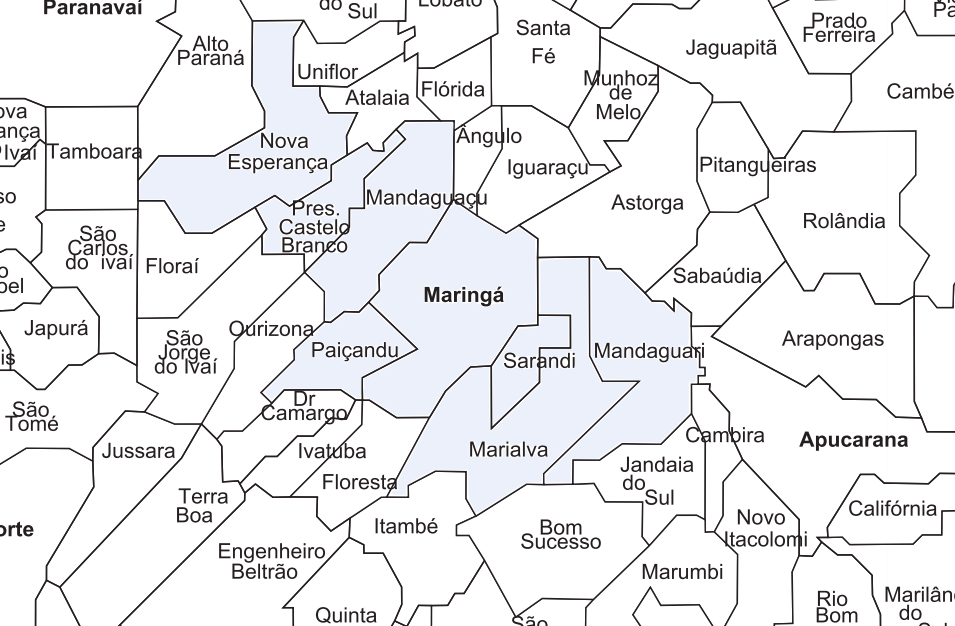 Paranavaí
do
Sul
Lobato
Alto
Paraná
Santa
Fé
Jaguapitã
Prado
Ferreira
Uniflor
Atalaia
Flórida
Munhoz
de
Melo
Cambé
ova
ança
Ivaí
Tamboara
Nova
Esperança
Ângulo
Iguaraçu
Pitangueiras
so
e
Mandaguaçu
Astorga
Rolândia
Pres.
Castelo
Branco
São
Carlos
do ivaí
Floraí
Sabaúdia
o
oel
Maringá
Japurá
Ourizona
São
Jorge
do Ivaí
Paiçandu
Sarandi
Mandaguari
Arapongas
is
São
Tomé
Dr
Camargo
Jussara
Ivatuba
Marialva
Cambira
Apucarana
Floresta
Jandaia
do
Sul
Terra
Boa
Califórnia
orte
Itambé
Bom
Sucesso
Novo
Itacolomi
Engenheiro
Beltrão
Marumbi
Quinta
São
Rio
Bom
Marilân
do